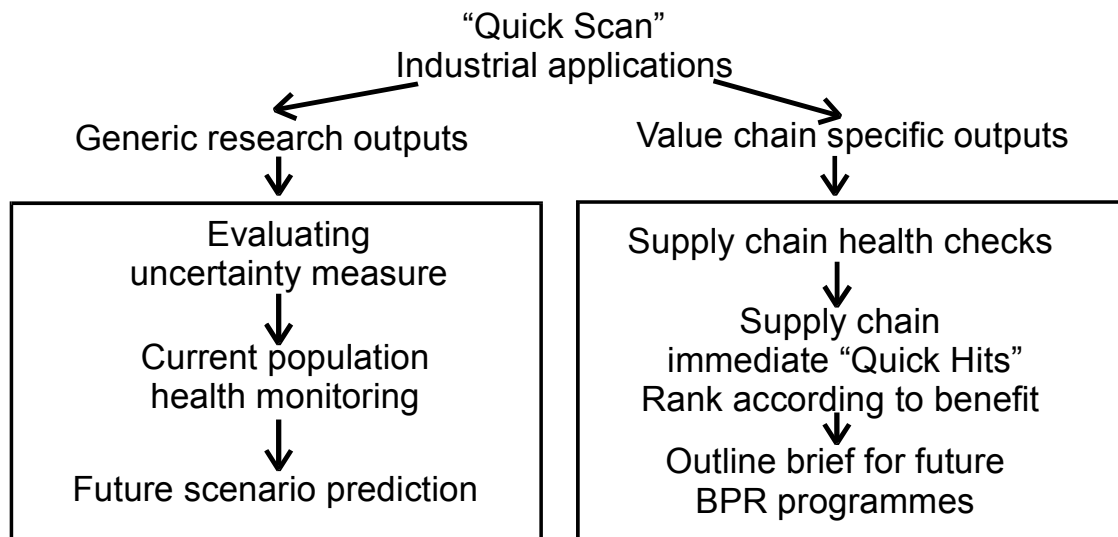 “Quick Scan”
Industrial applications
Generic research outputs
Value chain specific outputs
Evaluating
uncertainty measure
Current population
health monitoring
Future scenario prediction
Supply chain health checks
Supply chain
immediate “Quick Hits”
Rank according to benefit
Outline brief for future
BPR programmes